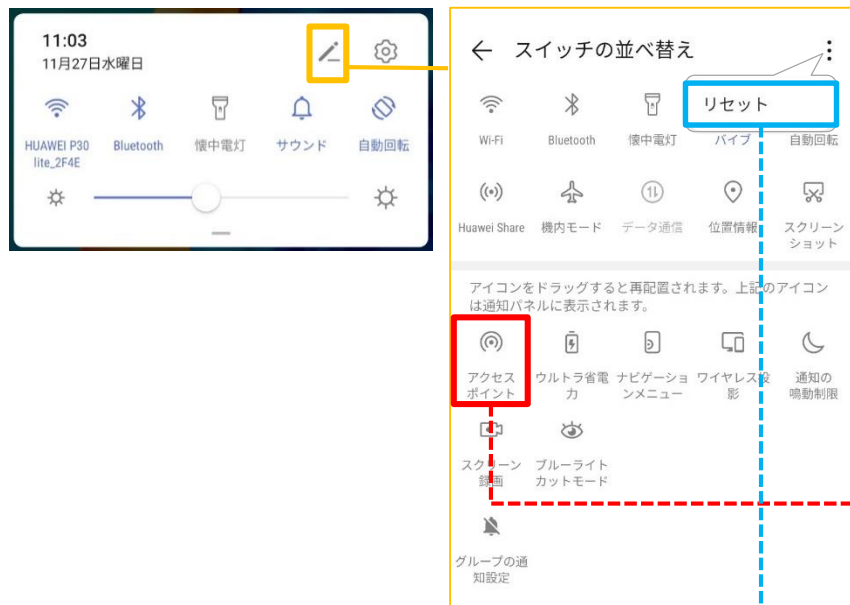 11:03
11月27日水曜日
HUAWEI P30
lite_2F4E
Bluetooth
懐中電灯
サウンド
自動回転
スイッチの並べ替え
リセット
Wi-Fi
Bluetooth
懐中電灯
バイブ
自動回転
Huawei Share
機内モード
データ通信
位置情報
スクリーン
ショット
アイコンをドラッグすると再配置されます。上記のアイコン
は通知パネルに表示されます。
アクセス
ポイント
ウルトラ省電
力
ナビゲーショ
ンメニュー
ワイヤレス投
影
通知の
鳴動制限
スクリーン
録画
ブルーライト
カットモード
グループの通
知設定